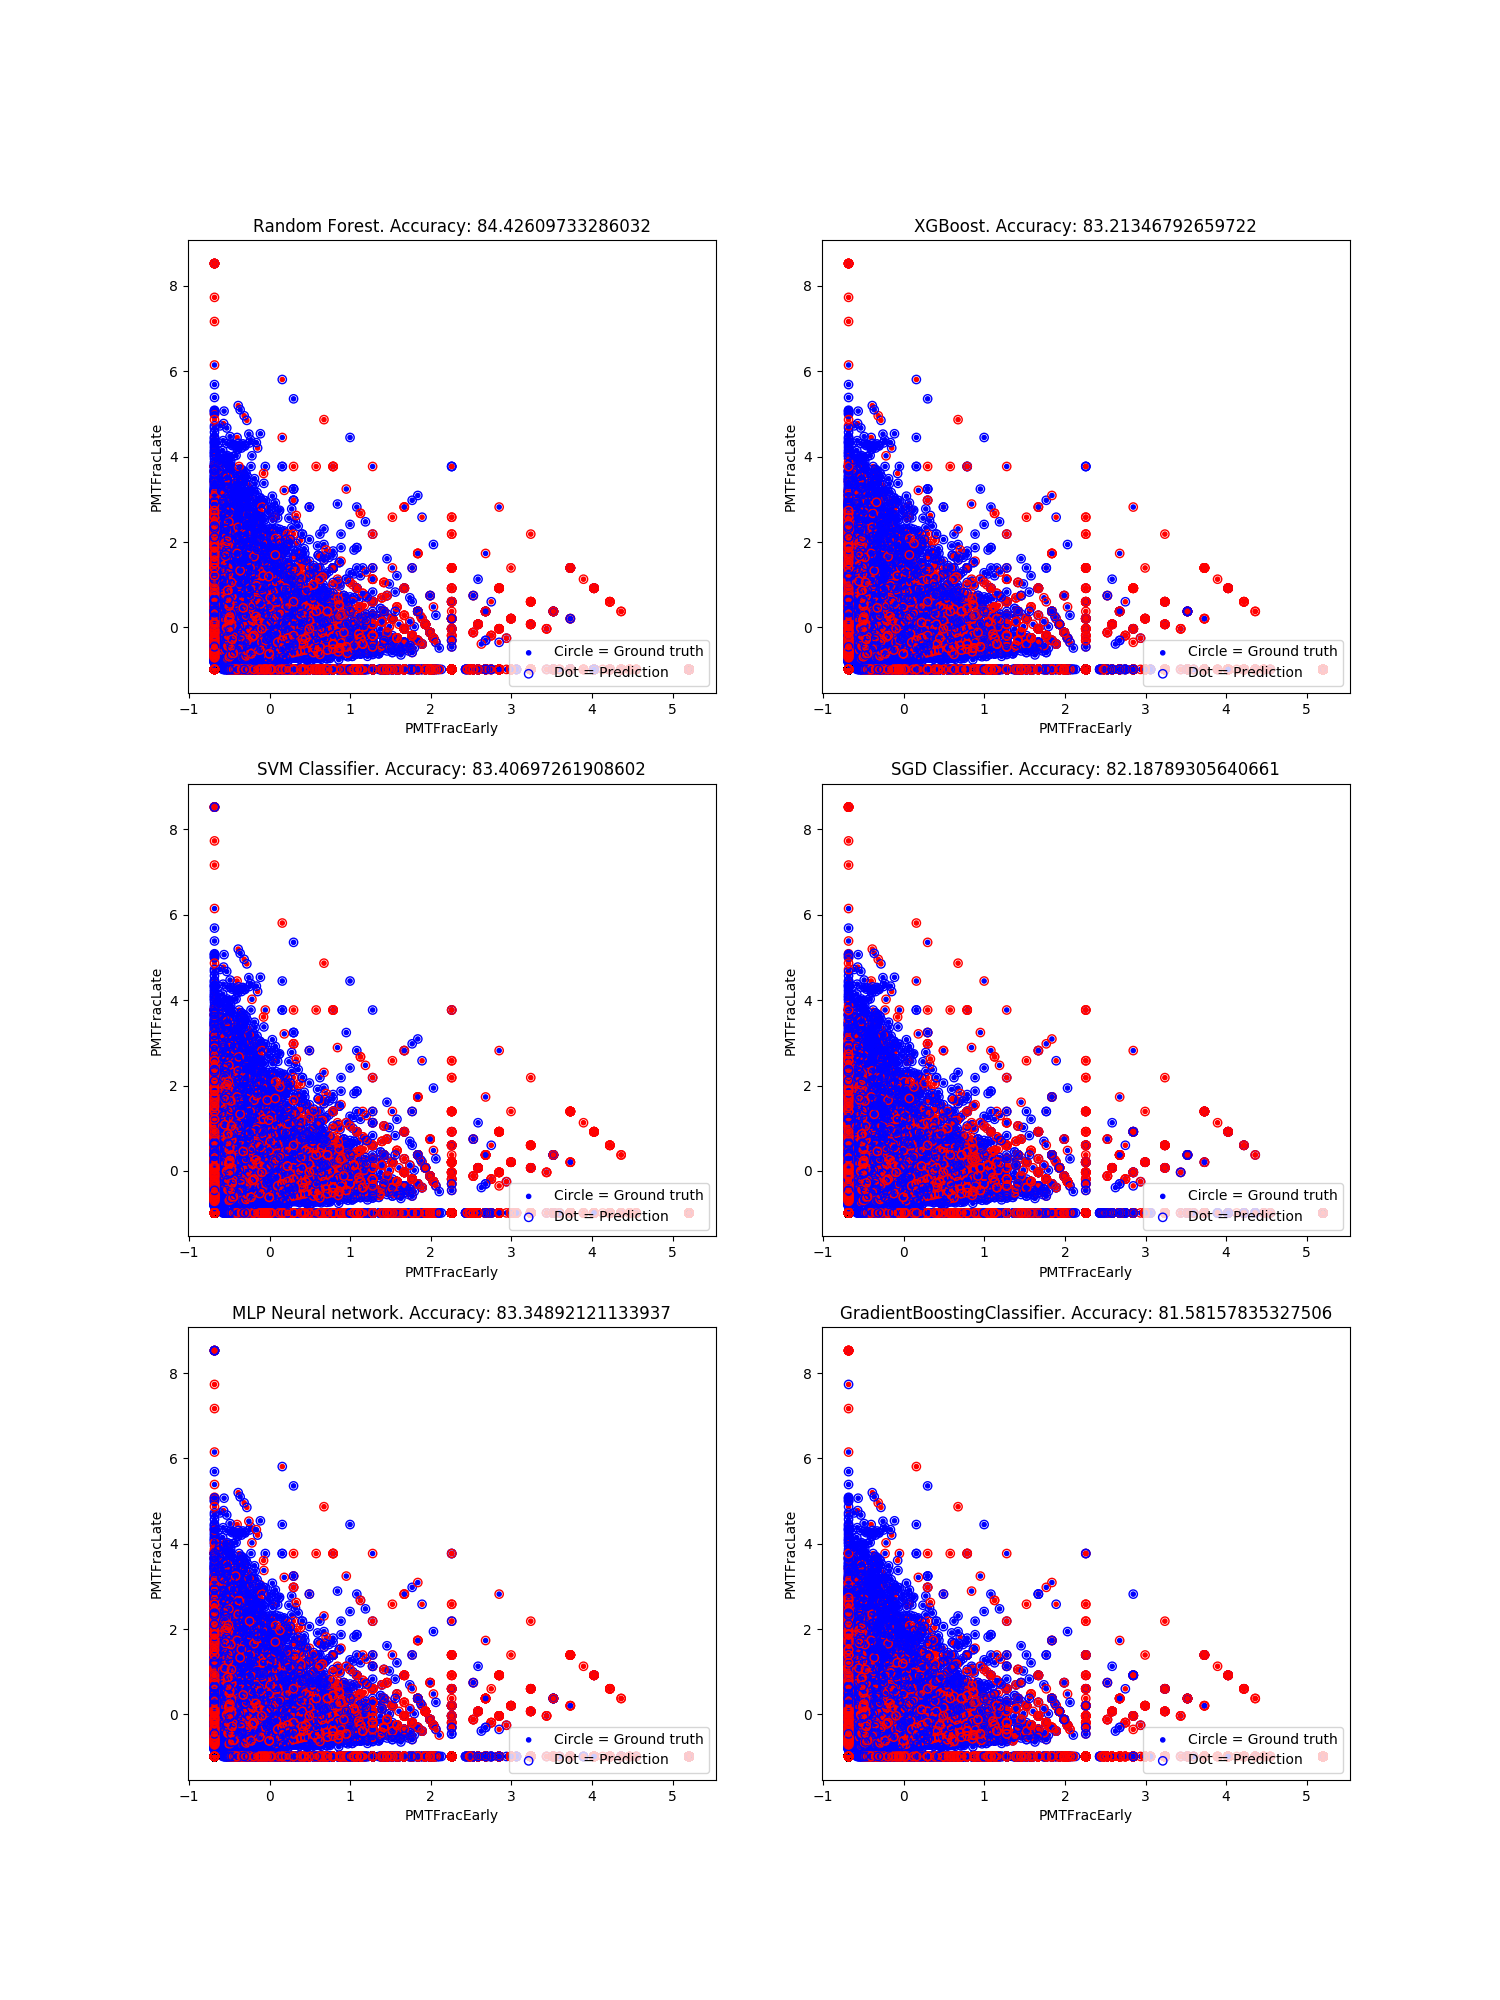 Random Forest. Accuracy: 84.42609733286032
8
6
4
2
0
PMTFracLate
Circle = Ground truth
Dot = Prediction
−1 0 1 2 3 4 5
PMTFracEarly
XGBoost. Accuracy: 83.21346792659722
8
6
4
2
0
PMTFracLate
Circle = Ground truth
Dot = Prediction
−1 0 1 2 3 4 5
PMTFracEarly
SVM Classifier. Accuracy: 83.40697261908602
8
6
4
2
0
PMTFracLate
Circle = Ground truth
Dot = Prediction
−1 0 1 2 3 4 5
PMTFracEarly
SGD Classifier. Accuracy: 82.18789305640661
8
6
4
2
0
PMTFracLate
Circle = Ground truth
Dot = Prediction
−1 0 1 2 3 4 5
PMTFracEarly
MLP Neural network. Accuracy: 83.34892121133937
8
6
4
2
0
PMTFracLate
Circle = Ground truth
Dot = Prediction
−1 0 1 2 3 4 5
PMTFracEarly
GradientBoostingClassifier. Accuracy: 81.58157835327506
8
6
4
2
0
PMTFracLate
Circle = Ground truth
Dot = Prediction
−1 0 1 2 3 4 5
PMTFracEarly